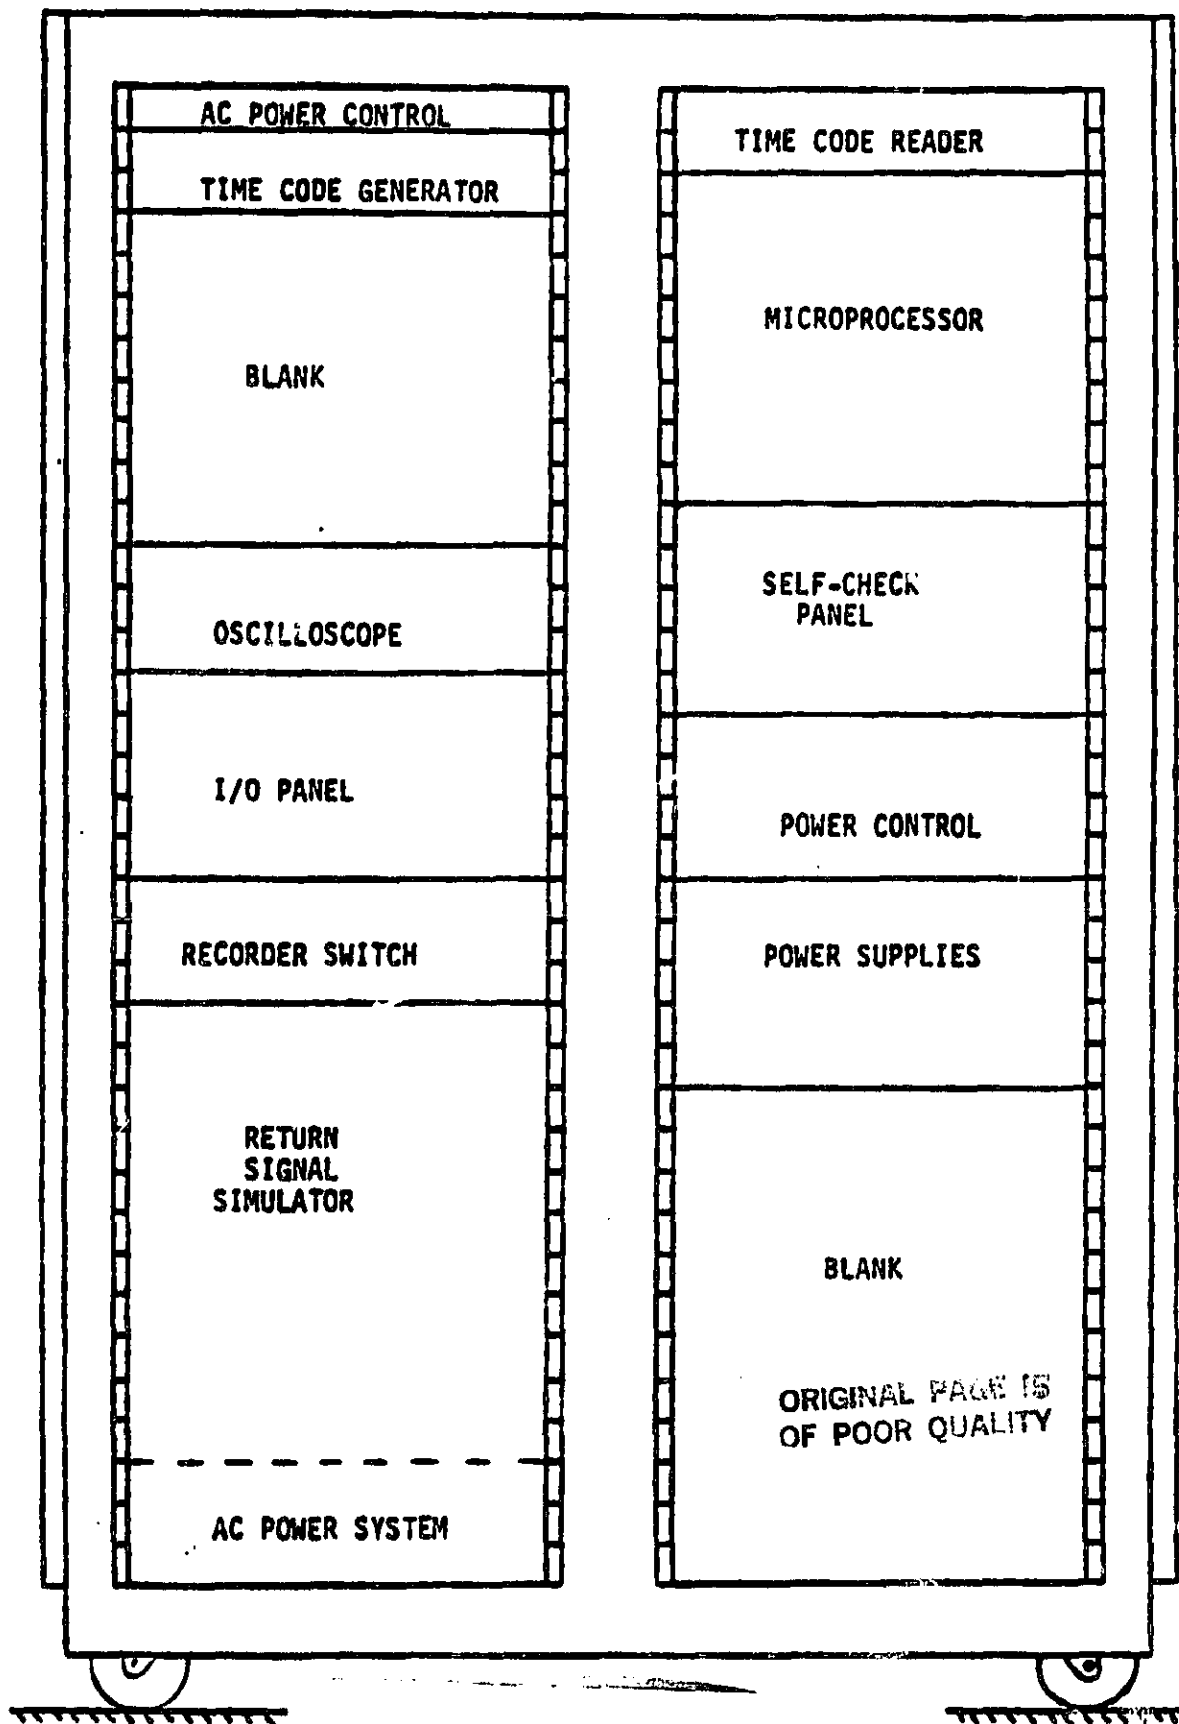 AC POWER CONTROL
TIME CODE GENERATOR
BLANK
OSCILLOSCOPE
I/O PANEL
RECORDER SWITCH
RETURN
SIGNAL
SIMULATOR
AC POWER SYSTEM
TIME CODE READER
MICROPROCESSOR
SELF-CHECK
PANEL
POWER CONTROL
POWER SUPPLIES
BLANK
ORIGINAL PAGE IS
OF POOR QUALITY